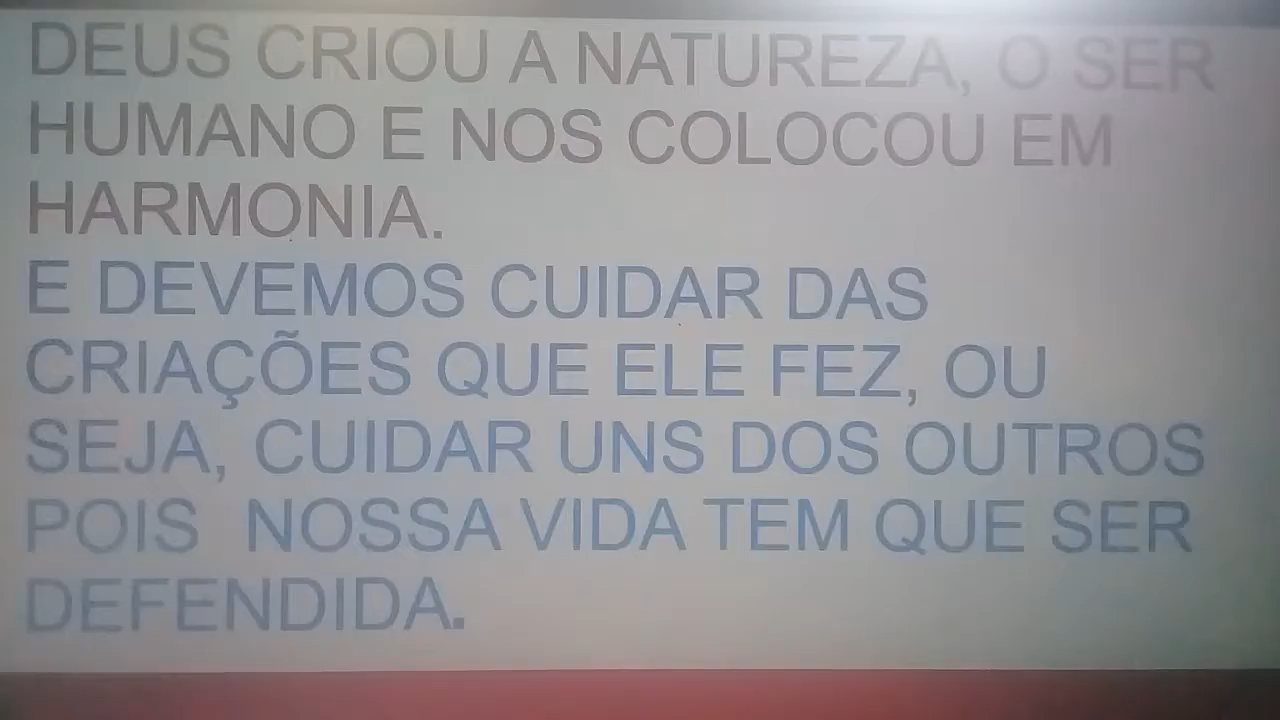 DEUS CRIOU A NATUREZA, O SER
HUMANO E NOS COLOCOU EM
HARMONIA.
E DEVEMOS CUIDAR DAS
CRIAÇÕES QUE ELE FEZ, OU
SEJA, CUIDAR UNS DOS OUTROS
POIS  NOSSA VIDA TEM QUE SER
DEFENDIDA.